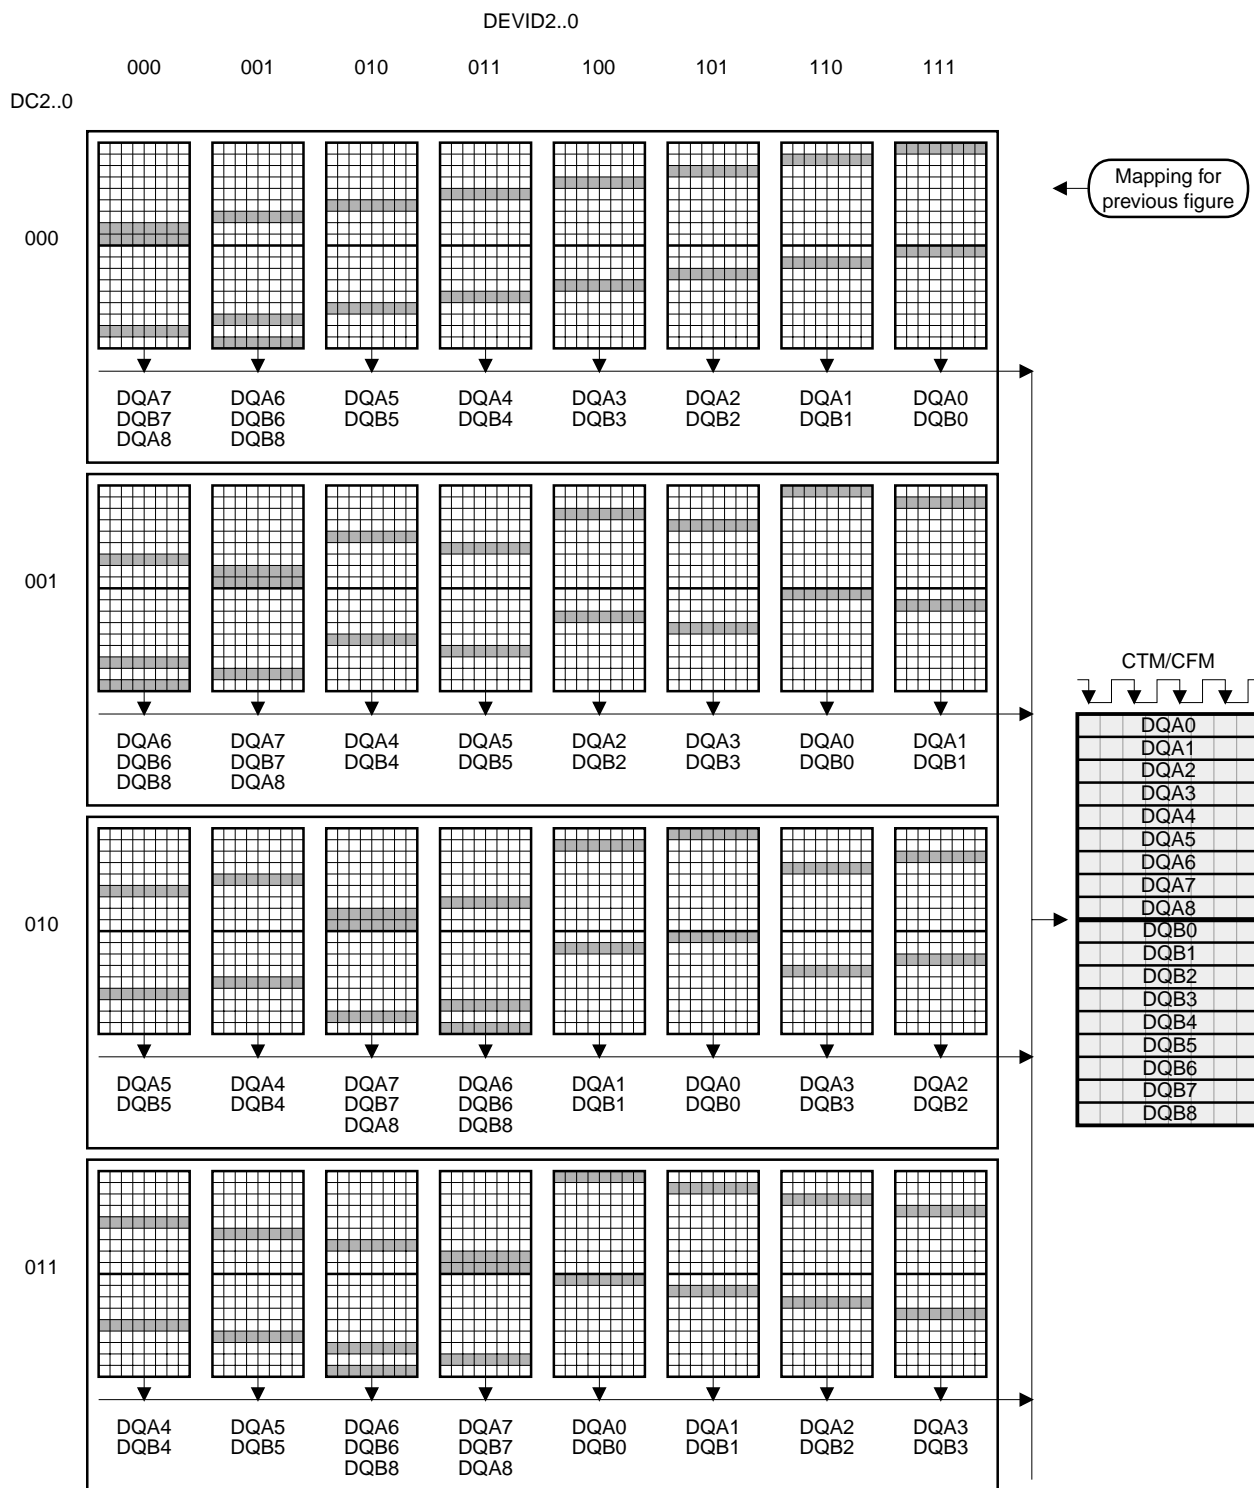 DEVID2..0
000 001 010 011 100 101 110 111
DC2..0
Mapping for
previous figure
000
DQA7 DQA6 DQA5 DQA4 DQA3 DQA2 DQA1 DQA0
DQB7 DQB6 DQB5 DQB4 DQB3 DQB2 DQB1 DQB0
DQA8 DQB8
001
DQA6 DQA7 DQA4 DQA5 DQA2 DQA3 DQA0 DQA1
DQB6 DQB7 DQB4 DQB5 DQB2 DQB3 DQB0 DQB1
DQB8 DQA8
010
DQA5 DQA4 DQA7 DQA6 DQA1 DQA0 DQA3 DQA2
DQB5 DQB4 DQB7 DQB6 DQB1 DQB0 DQB3 DQB2
DQA8 DQB8
011
DQA4 DQA5 DQA6 DQA7 DQA0 DQA1 DQA2 DQA3
DQB4 DQB5 DQB6 DQB7 DQB0 DQB1 DQB2 DQB3
DQB8 DQA8
CTM/CFM
DQA0
DQA1
DQA2
DQA3
DQA4
DQA5
DQA6
DQA7
DQA8
DQB0
DQB1
DQB2
DQB3
DQB4
DQB5
DQB6
DQB7
DQB8